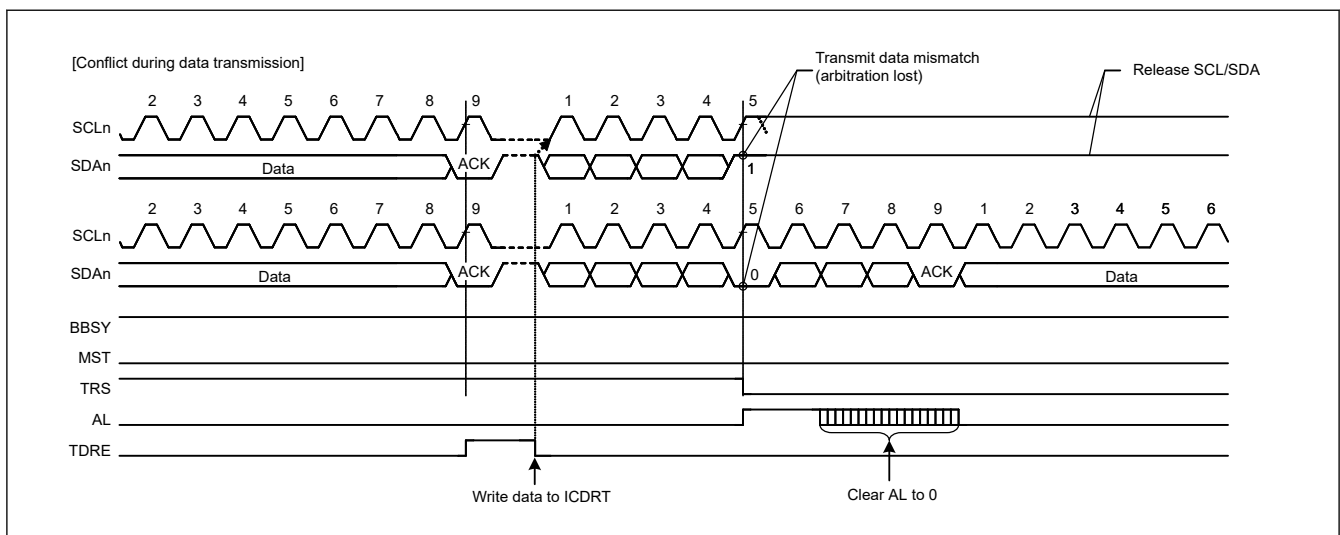 [Conflict during data transmission]
Transmit data mismatch
(arbitration lost)
Release SCL/SDA
2 3 4 5 6 7 8 9 1 2 3 4 5
SCLn
SDAn Data ACK 1
2 3 4 5 6 7 8 9 1 2 3 4 5 6 7 8 9 1 2 3 4 5 6
SCLn
SDAn Data ACK 0 ACK Data
BBSY
MST
TRS
AL
TDRE
Write data to ICDRT Clear AL to 0